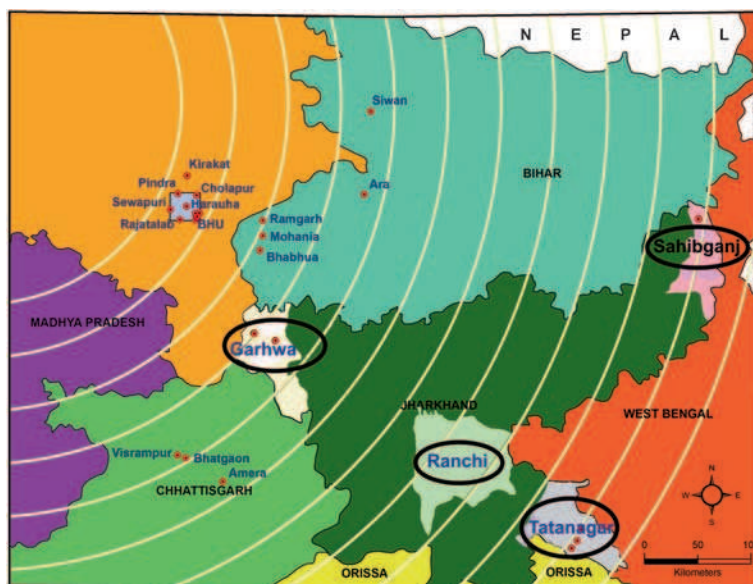 N E P A L
Siwan
Kirakat
BIHAR
Pindra
Cholapur
Ara
Sewapuri
Harauha
Rajatalab
BHU
Ramgarh
Mohania
Sahibganj
Bhabhua
MADHYA PRADESH
Garhwa
JHARKHAND
WEST BENGAL
Visrampur
Bhatgaon
Ranchi
Amera
CHHATTISGARH
N
W
E
S
Tatanagar
0
50
10
ORISSA
ORISSA
Kilometers